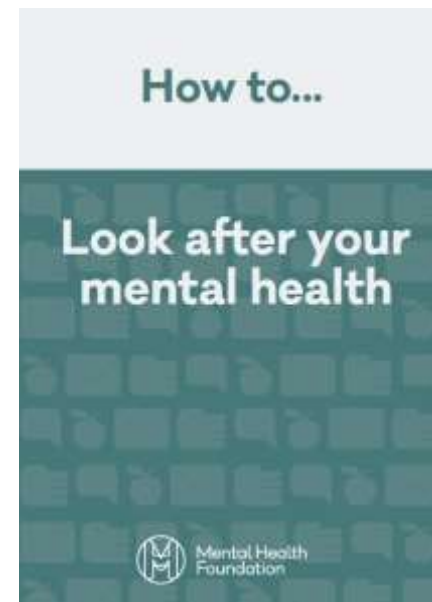 How to...
Look after your
mental health
Mental Health
Foundation